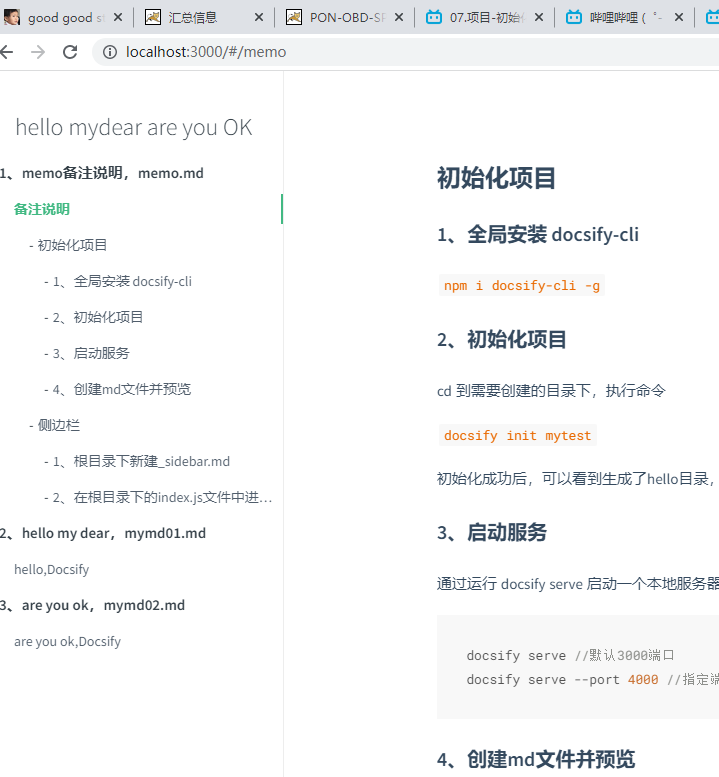 good good st
汇总信息
PON-OBD-SP
07.项目-初始化
哔哩哔哩 ( ゜-
localhost:3000/#/memo
hello mydear are you OK
1、memo备注说明，memo.md
备注说明
- 初始化项目
- 1、全局安装 docsify-cli
- 2、初始化项目
- 3、启动服务
- 4、创建md文件并预览
- 侧边栏
- 1、根目录下新建_sidebar.md
- 2、在根目录下的index.js文件中进…
2、hello my dear，mymd01.md
hello,Docsify
3、are you ok，mymd02.md
are you ok,Docsify
初始化项目
1、全局安装 docsify-cli
npm i docsify-cli -g
2、初始化项目
cd 到需要创建的目录下，执行命令
docsify init mytest
初始化成功后，可以看到生成了hello目录，
3、启动服务
通过运行 docsify serve 启动一个本地服务器
docsify serve //默认3000端口
docsify serve --port 4000 //指定端
4、创建md文件并预览